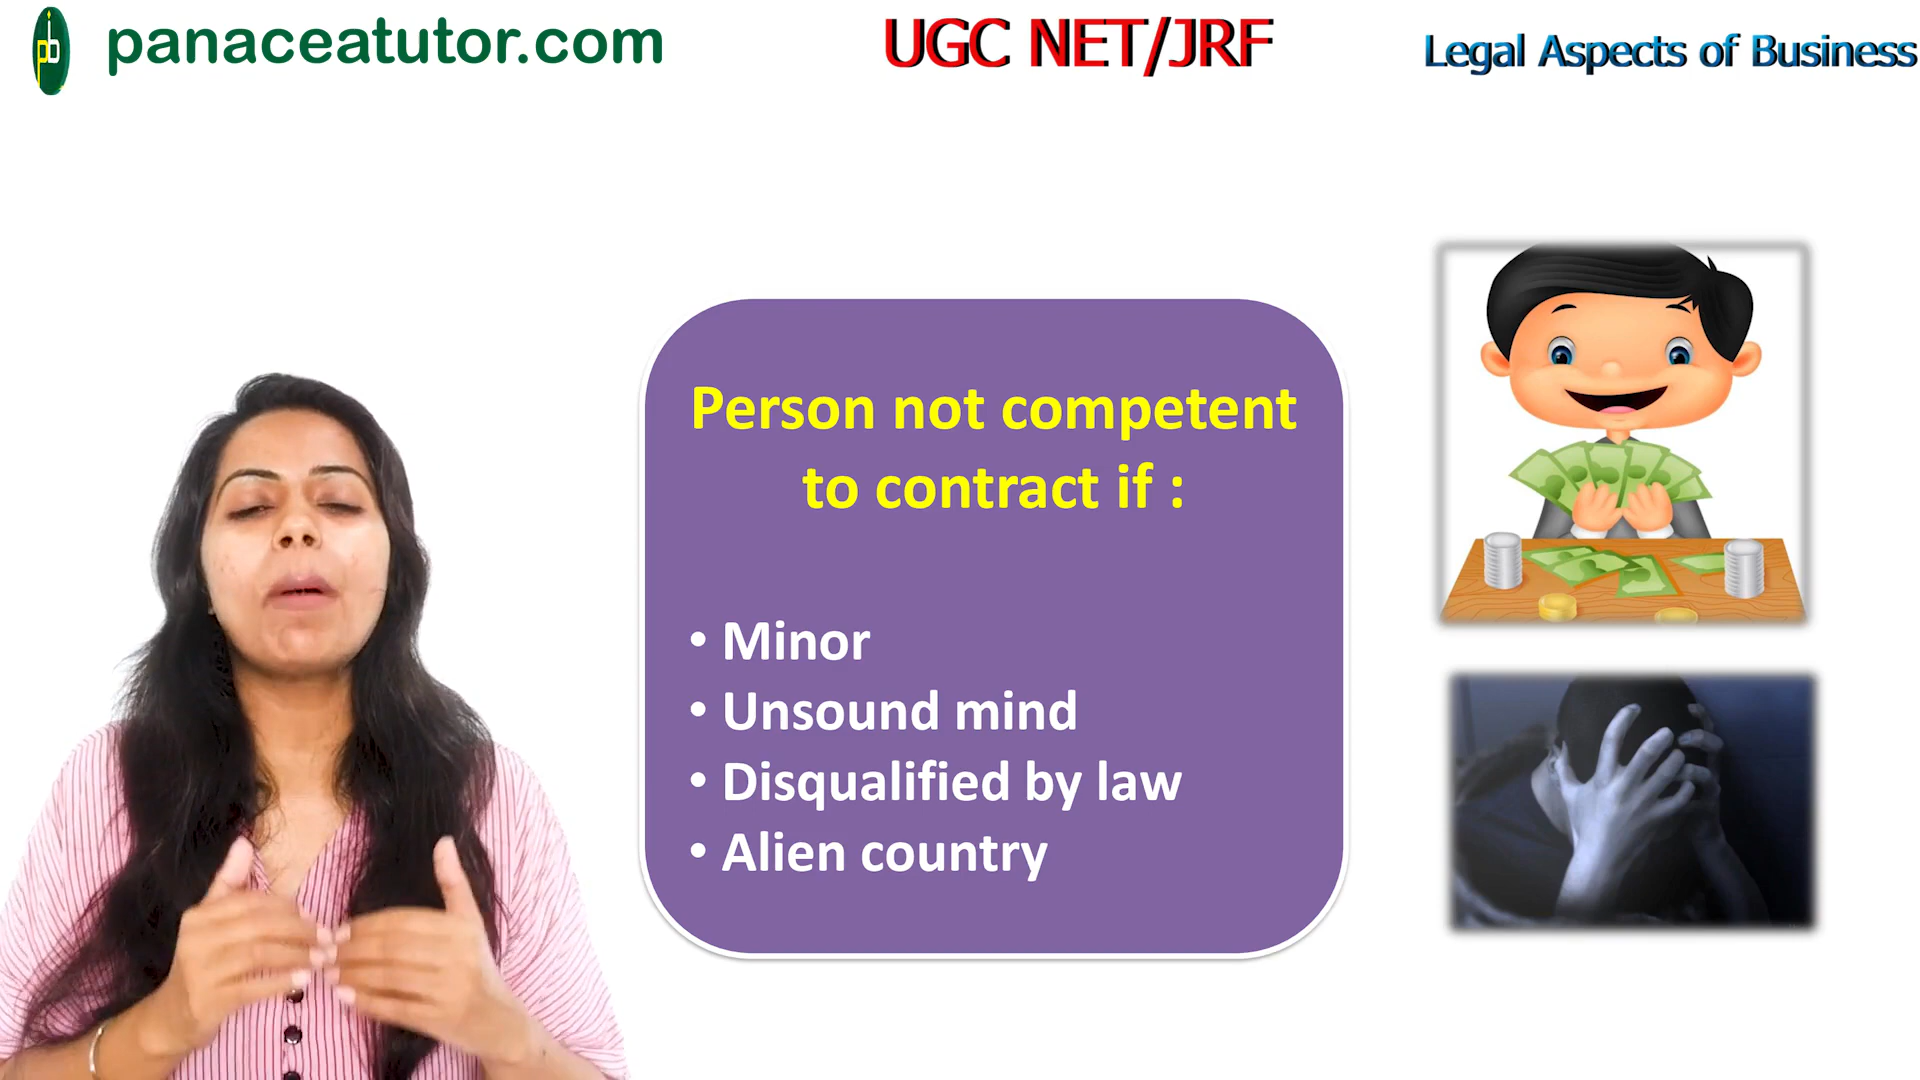 pb panaceatutor.com
UGC NET/JRF
Legal Aspects of Business
Person not competent
to contract if :
• Minor
• Unsound mind
• Disqualified by law
• Alien country